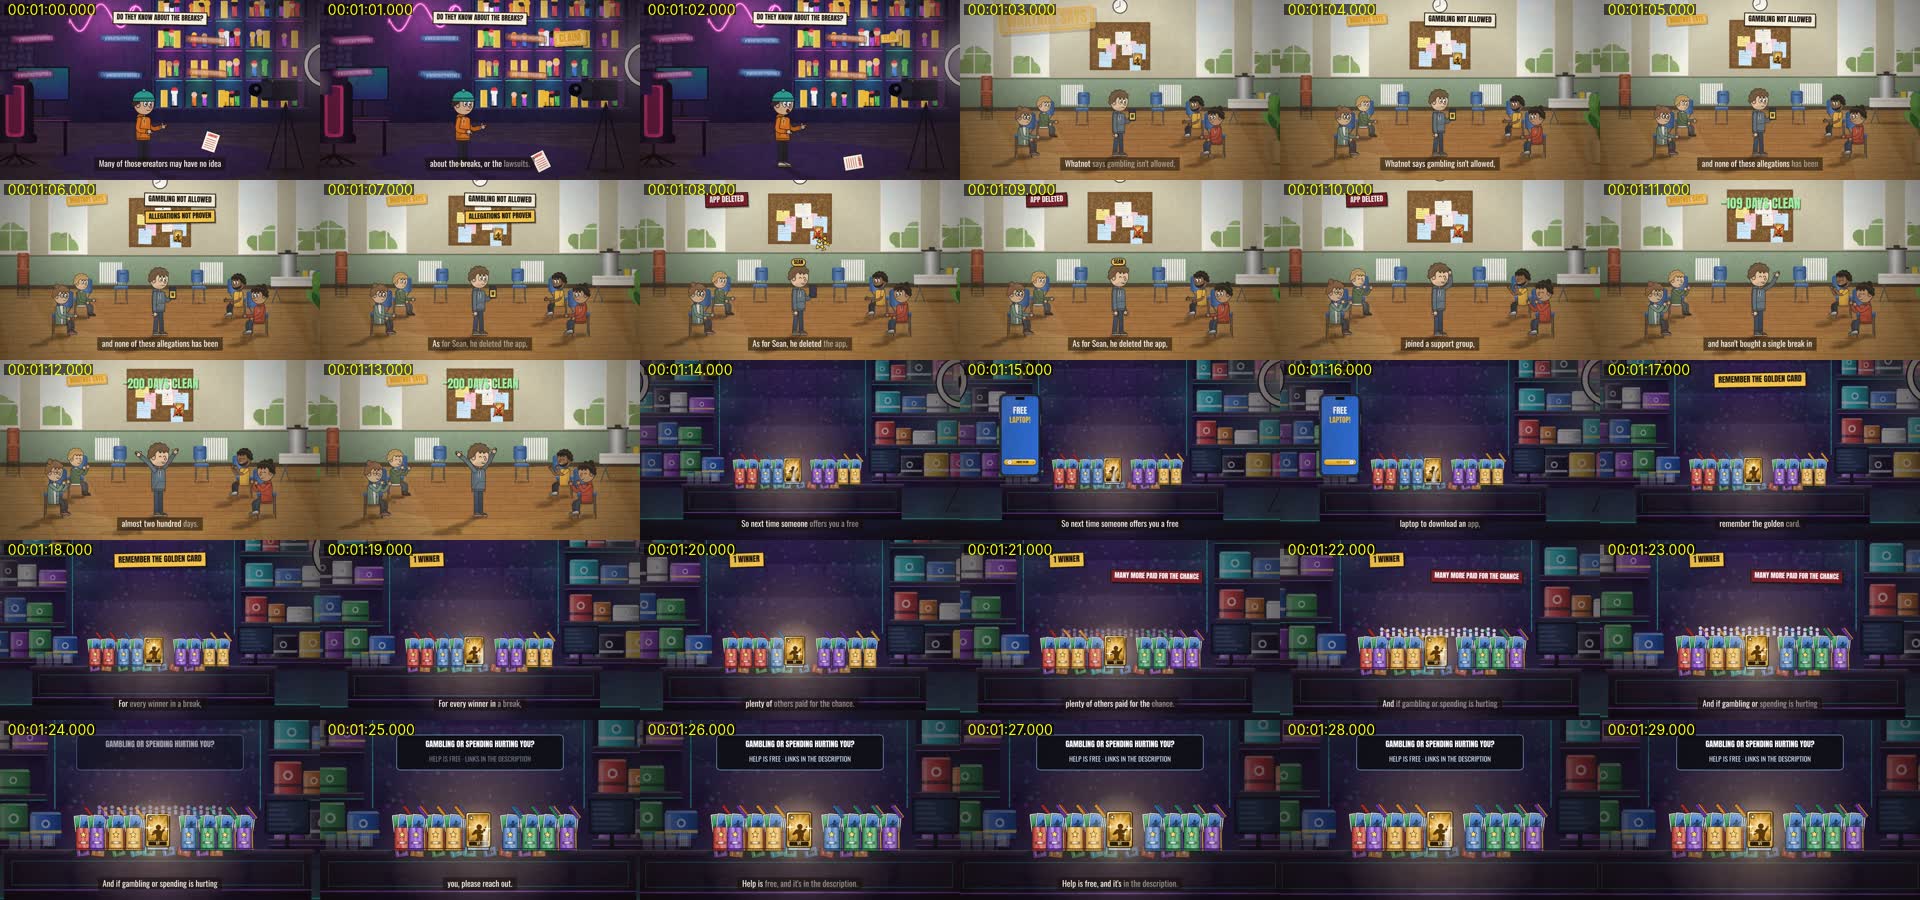 00:01:00.000
DO THEY KNOW ABOUT THE BREAKS?
Many of those creators may have no idea
00:01:01.000
DO THEY KNOW ABOUT THE BREAKS?
CLAIM
about the breaks, or the lawsuits.
00:01:02.000
DO THEY KNOW ABOUT THE BREAKS?
00:01:03.000
WHATNOT SAYS
Whatnot says gambling isn't allowed,
00:01:04.000
WHATNOT SAYS
GAMBLING NOT ALLOWED
Whatnot says gambling isn't allowed,
00:01:05.000
WHATNOT SAYS
GAMBLING NOT ALLOWED
and none of these allegations has been
00:01:06.000
WHATNOT SAYS
GAMBLING NOT ALLOWED
ALLEGATIONS NOT PROVEN
and none of these allegations has been
00:01:07.000
WHATNOT SAYS
GAMBLING NOT ALLOWED
ALLEGATIONS NOT PROVEN
As for Sean, he deleted the app,
00:01:08.000
APP DELETED
SEAN
As for Sean, he deleted the app,
00:01:09.000
APP DELETED
SEAN
As for Sean, he deleted the app,
00:01:10.000
APP DELETED
joined a support group,
00:01:11.000
WHATNOT SAYS
~109 DAYS CLEAN
and hasn't bought a single break in
00:01:12.000
WHATNOT SAYS
~200 DAYS CLEAN
almost two hundred days.
00:01:13.000
WHATNOT SAYS
~200 DAYS CLEAN
00:01:14.000
So next time someone offers you a free
00:01:15.000
FREE
LAPTOP!
So next time someone offers you a free
00:01:16.000
FREE
LAPTOP!
laptop to download an app,
00:01:17.000
REMEMBER THE GOLDEN CARD
remember the golden card.
00:01:18.000
REMEMBER THE GOLDEN CARD
For every winner in a break,
00:01:19.000
1 WINNER
For every winner in a break,
00:01:20.000
1 WINNER
plenty of others paid for the chance.
00:01:21.000
1 WINNER
MANY MORE PAID FOR THE CHANCE
plenty of others paid for the chance.
00:01:22.000
1 WINNER
MANY MORE PAID FOR THE CHANCE
And if gambling or spending is hurting
00:01:23.000
1 WINNER
MANY MORE PAID FOR THE CHANCE
And if gambling or spending is hurting
00:01:24.000
GAMBLING OR SPENDING HURTING YOU?
And if gambling or spending is hurting
00:01:25.000
GAMBLING OR SPENDING HURTING YOU?
HELP IS FREE · LINKS IN THE DESCRIPTION
you, please reach out.
00:01:26.000
GAMBLING OR SPENDING HURTING YOU?
HELP IS FREE · LINKS IN THE DESCRIPTION
Help is free, and it's in the description.
00:01:27.000
GAMBLING OR SPENDING HURTING YOU?
HELP IS FREE · LINKS IN THE DESCRIPTION
Help is free, and it's in the description.
00:01:28.000
GAMBLING OR SPENDING HURTING YOU?
HELP IS FREE · LINKS IN THE DESCRIPTION
00:01:29.000
GAMBLING OR SPENDING HURTING YOU?
HELP IS FREE · LINKS IN THE DESCRIPTION